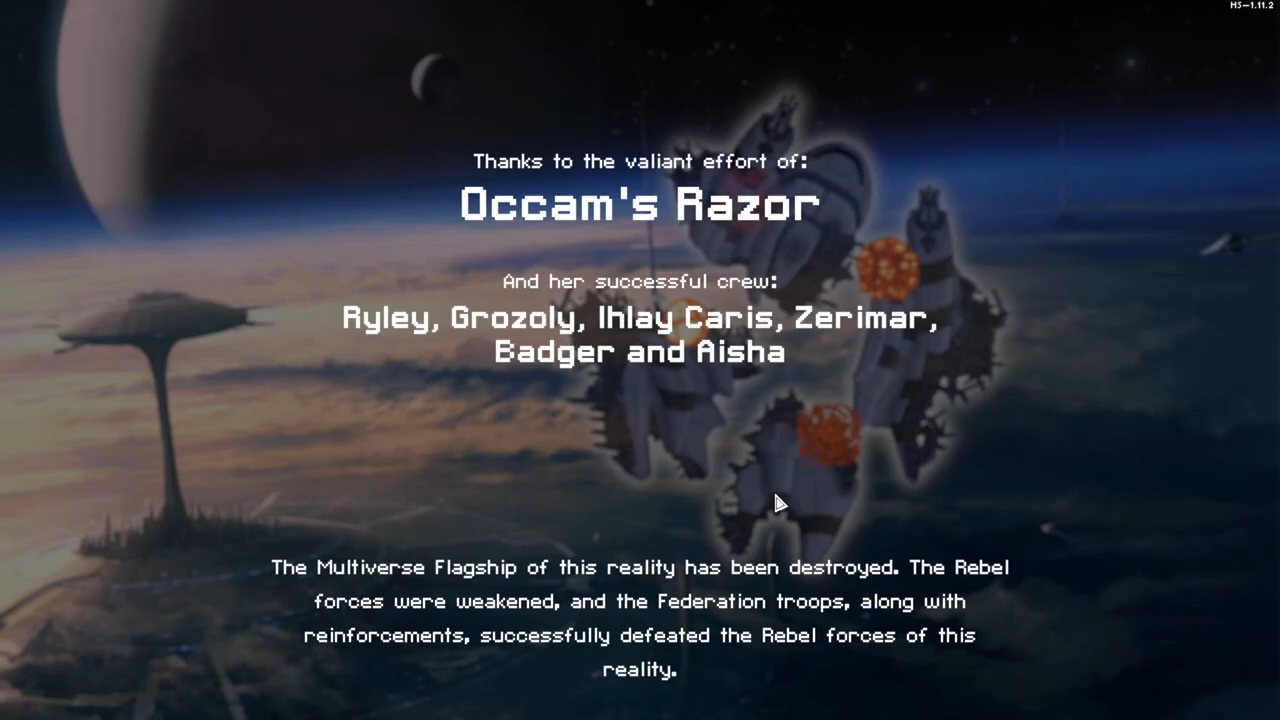 HS-1.11.2
Thanks to the valiant effort of:
Occam's Razor
And her successful crew:
Ryley, Grozoly, Ihlay Caris, Zerimar,
Badger and Aisha
The Multiverse Flagship of this reality has been destroyed. The Rebel
forces were weakened, and the Federation troops, along with
reinforcements, successfully defeated the Rebel forces of this
reality.